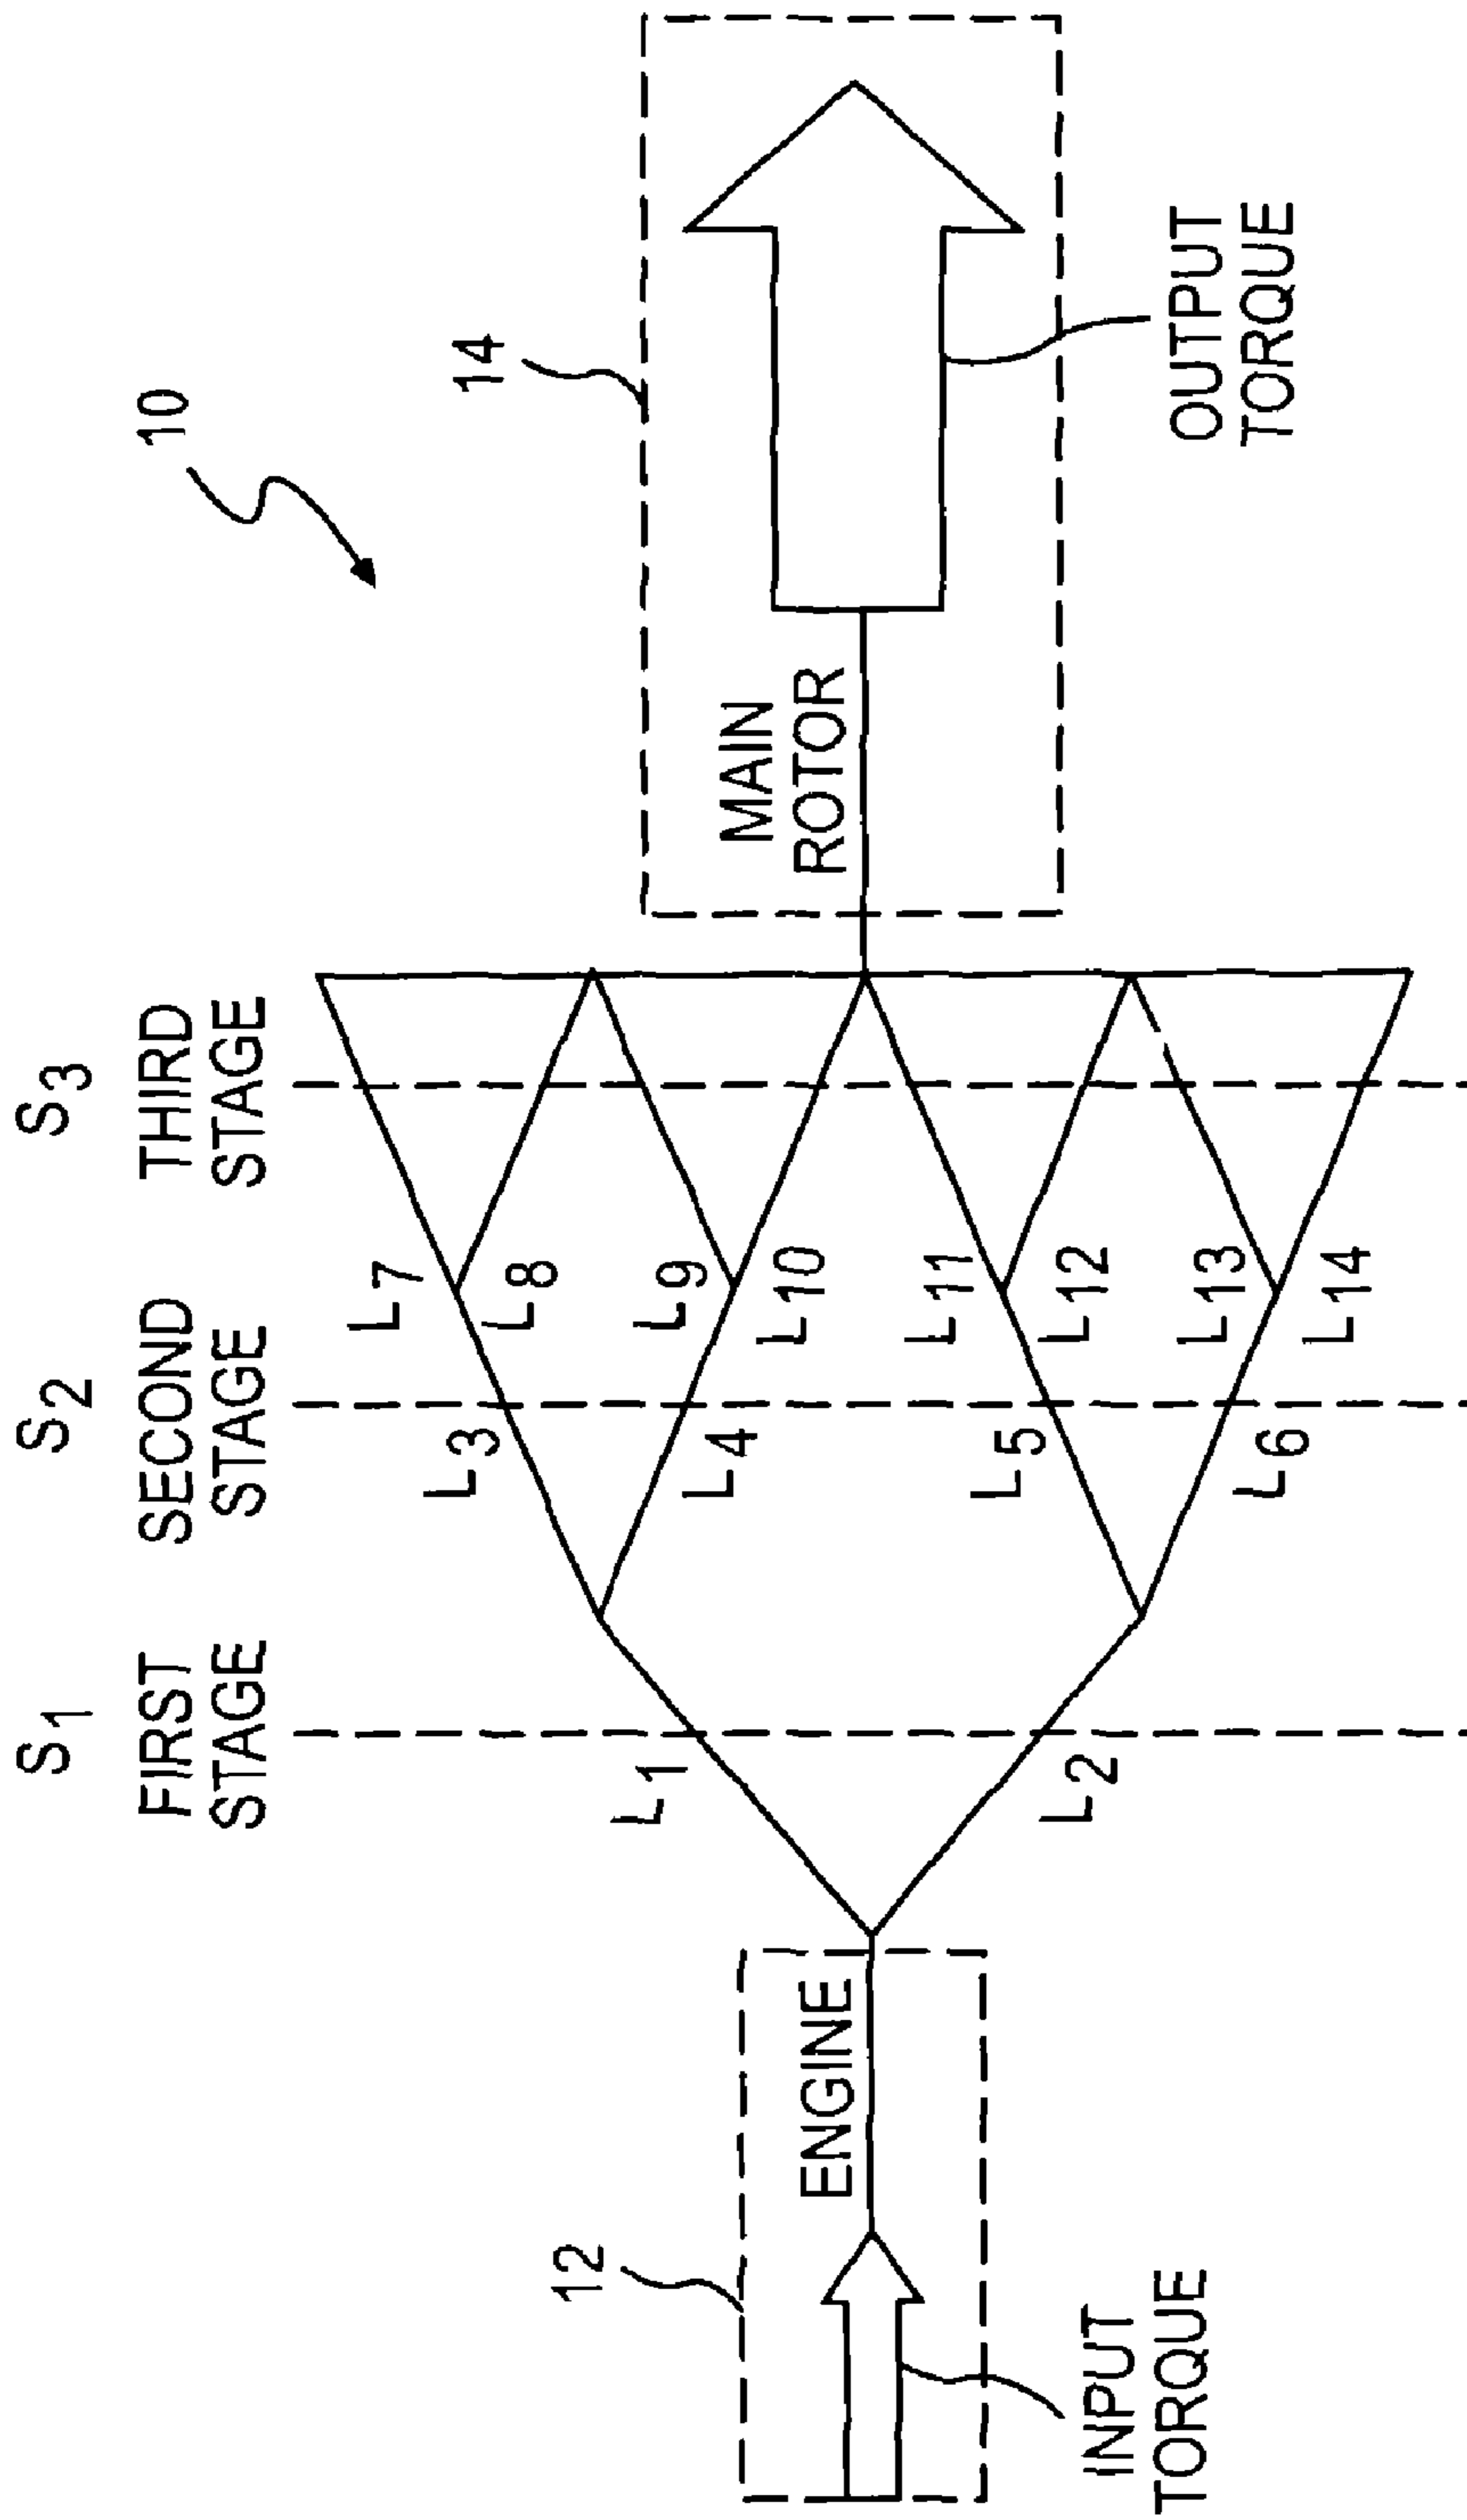 10
S1
FIRST
STAGE
S2
SECOND
STAGE
S3
THIRD
STAGE
12
ENGINE
INPUT
TORQUE
L1
L2
L3
L4
L5
L6
L7
L8
L9
L10
L11
L12
L13
L14
14
MAIN
ROTOR
OUTPUT
TORQUE